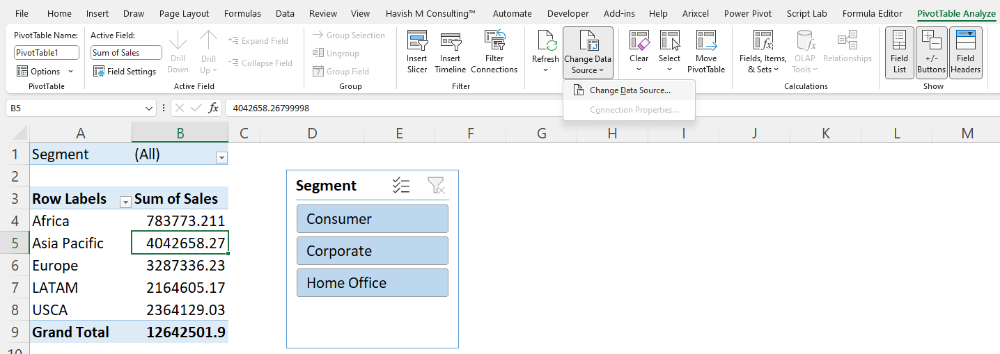 File Home Insert Draw Page Layout Formulas Data Review View Havish M Consulting™ Automate Developer Add-ins Help Arixcel Power Pivot Script Lab Formula Editor PivotTable Analyze
PivotTable Name:
PivotTable1
Options
PivotTable
Active Field:
Sum of Sales
Field Settings
Drill Down
Drill Up
Expand Field
Collapse Field
Active Field
Group Selection
Ungroup
7 Group Field
Group
Insert Slicer
Insert Timeline
Filter Connections
Filter
Refresh
Change Data Source
Change Data Source...
Connection Properties...
Clear
Select
Move PivotTable
Fields, Items, & Sets
OLAP Tools
Relationships
Calculations
Field List
+/- Buttons
Field Headers
Show
B5 fx 4042658.26799998
A B C D E F G H I J K L M
1 Segment (All)
2
3 Row Labels Sum of Sales
4 Africa 783773.211
5 Asia Pacific 4042658.27
6 Europe 3287336.23
7 LATAM 2164605.17
8 USCA 2364129.03
9 Grand Total 12642501.9
10
Segment
Consumer
Corporate
Home Office